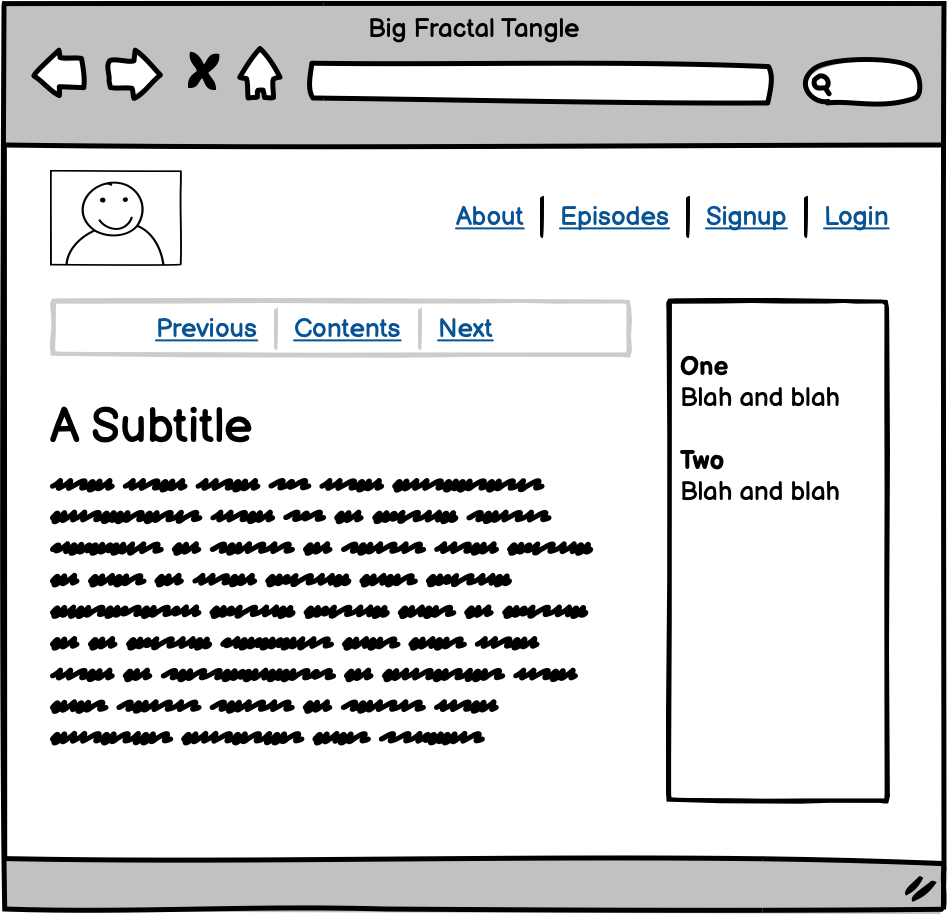 Big Fractal Tangle
About Episodes Signup Login
Previous Contents Next
A Subtitle
One
Blah and blah
Two
Blah and blah